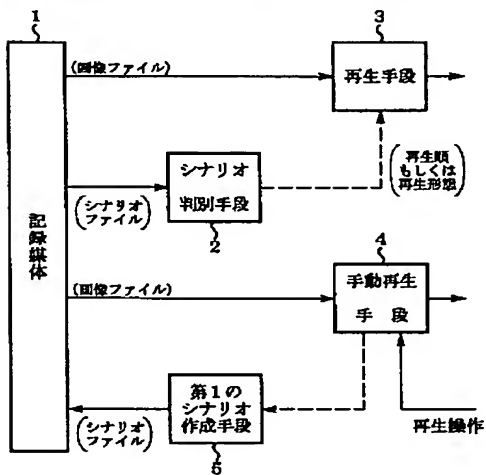 1
3
(画像ファイル)
再生手段
シナリオ
判別手段
2
(シナリオ
ファイル)
(再生順
もしくは
再生形態)
記録媒体
4
(画像ファイル)
手動再生
手 段
第1の
シナリオ
作成手段
5
(シナリオ
ファイル)
再生操作